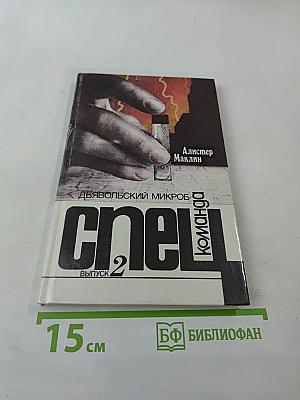 Алистер
Маклин
ДЬЯВОЛЬСКИЙ МИКРОБ
СПЕЦ
команда
ВЫПУСК 2
15 см
БФ БИБЛИОФАН